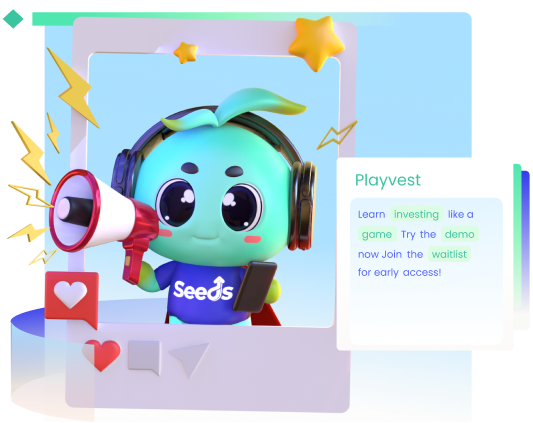 Playvest
Learn investing like a
game Try the demo
now Join the waitlist
for early access!
Seeds